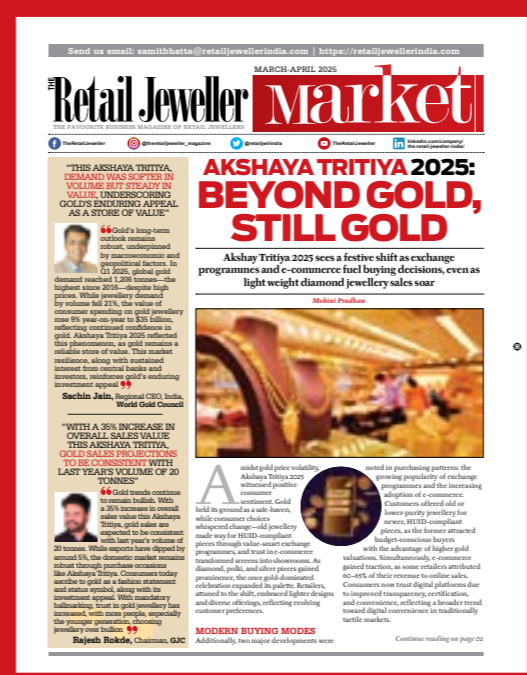 Send us email: samitbhatta@retailjewellerindia.com | https://retailjewellerindia.com
MARCH-APRIL 2025
THE Retail Jeweller Market
THE FAVOURITE BUSINESS MAGAZINE OF RETAIL JEWELLERS
TheRetailJeweller
@theretailjeweller_magazine
@retailjwlrindia
TheRetailJeweller
linkedin.com/company/
the-retail-jeweller-india/
"THIS AKSHAYA TRITIYA,
DEMAND WAS SOFTER IN
VOLUME BUT STEADY IN
VALUE, UNDERSCORING
GOLD'S ENDURING APPEAL
AS A STORE OF VALUE"
Gold's long-term
outlook remains
robust, underpinned
by macroeconomic and
geopolitical factors. In
Q1 2025, global gold
demand reached 1,206 tonnes—the
highest since 2016—despite high
prices. While jewellery demand
by volume fell 21%, the value of
consumer spending on gold jewellery
rose 9% year-on-year to $35 billion,
reflecting continued confidence in
gold. Akshaya Tritiya 2025 reflected
this phenomenon, as gold remains a
reliable store of value. This market
resilience, along with sustained
interest from central banks and
investors, reinforces gold's enduring
investment appeal
Sachin Jain, Regional CEO, India,
World Gold Council
"WITH A 35% INCREASE IN
OVERALL SALES VALUE
THIS AKSHAYA TRITIYA,
GOLD SALES PROJECTIONS
TO BE CONSISTENT WITH
LAST YEAR'S VOLUME OF 20
TONNES"
Gold trends continue
to remain bullish. With
a 35% increase in overall
sales value this Akshaya
Tritiya, gold sales are
expected to be consistent
with last year's volume of
20 tonnes. While exports have dipped by
around 5%, the domestic market remains
robust through purchase occasions
like Akshaya Tritiya. Consumers today
ascribe to gold as a fashion statement
and status symbol, along with its
investment appeal. With mandatory
hallmarking, trust in gold jewellery has
increased, with more people, especially
the younger generation, choosing
jewellery over bullion
Rajesh Rokde, Chairman, GJC
AKSHAYA TRITIYA 2025:
BEYOND GOLD,
STILL GOLD
Akshay Tritiya 2025 sees a festive shift as exchange
programmes and e-commerce fuel buying decisions, even as
light weight diamond jewellery sales soar
Mohini Pradhan
Amidst gold price volatility,
Akshaya Tritiya 2025
witnessed positive
consumer
sentiment. Gold
held its ground as a safe-haven,
while consumer choices
whispered change—old jewellery
made way for HUID-compliant
pieces through value-smart exchange
programmes, and trust in e-commerce
transformed screens into showrooms. As
diamond, polki, and silver pieces gained
prominence, the once gold-dominated
celebration expanded its palette. Retailers,
attuned to the shift, embraced lighter designs
and diverse offerings, reflecting evolving
customer preferences.
MODERN BUYING MODES
Additionally, two major developments were
noted in purchasing patterns: the
growing popularity of exchange
programmes and the increasing
adoption of e-commerce.
Customers offered old or
lower-purity jewellery for
newer, HUID-compliant
pieces, as the former attracted
budget-conscious buyers
with the advantage of higher gold
valuations. Simultaneously, e-commerce
gained traction, as some retailers attributed
60-65% of their revenue to online sales.
Consumers now trust digital platforms due
to improved transparency, certification,
and convenience, reflecting a broader trend
toward digital convenience in traditionally
tactile markets.
Continue reading on page 02